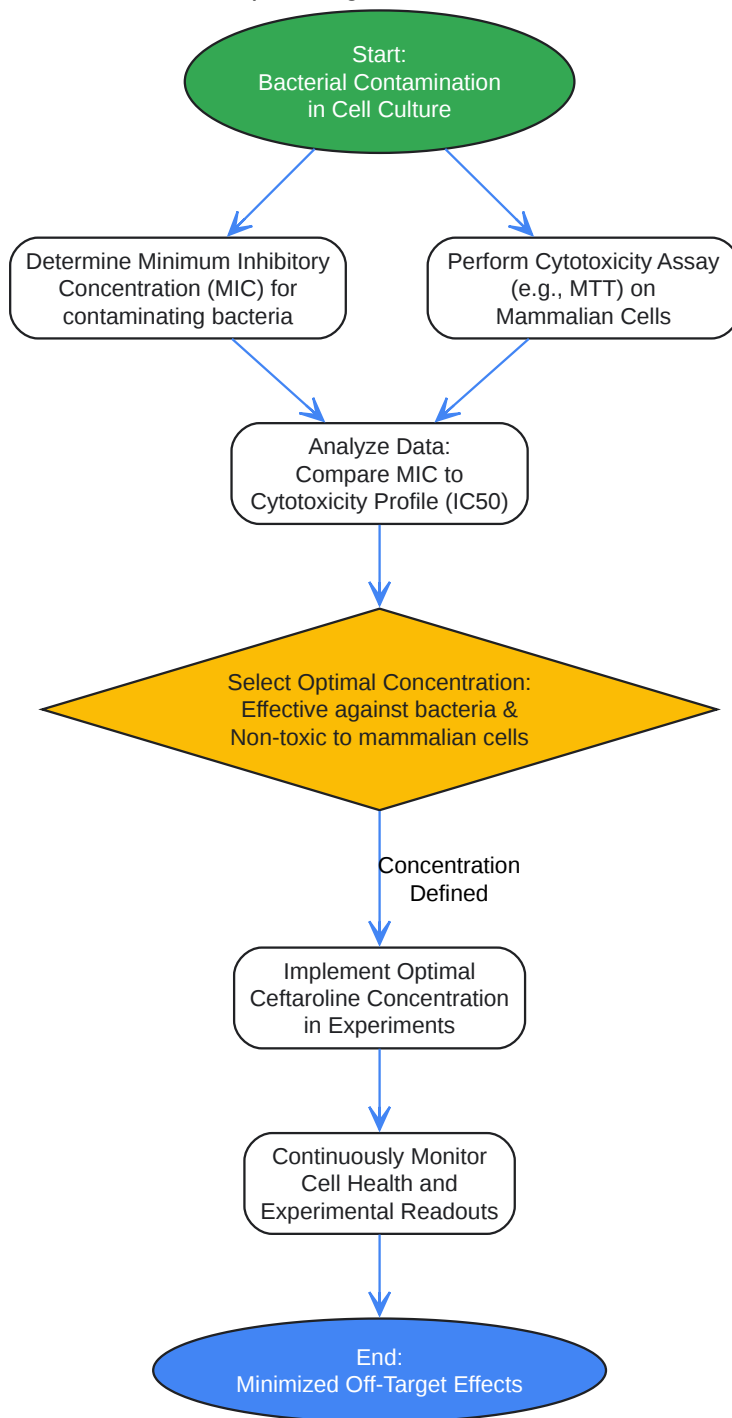 Start:
Bacterial Contamination
in Cell Culture
Determine Minimum Inhibitory
Concentration (MIC) for
contaminating bacteria
Perform Cytotoxicity Assay
(e.g., MTT) on
Mammalian Cells
Analyze Data:
Compare MIC to
Cytotoxicity Profile (IC50)
Select Optimal Concentration:
Effective against bacteria &
Non-toxic to mammalian cells
Concentration
Defined
Implement Optimal
Ceftaroline Concentration
in Experiments
Continuously Monitor
Cell Health and
Experimental Readouts
End:
Minimized Off-Target Effects